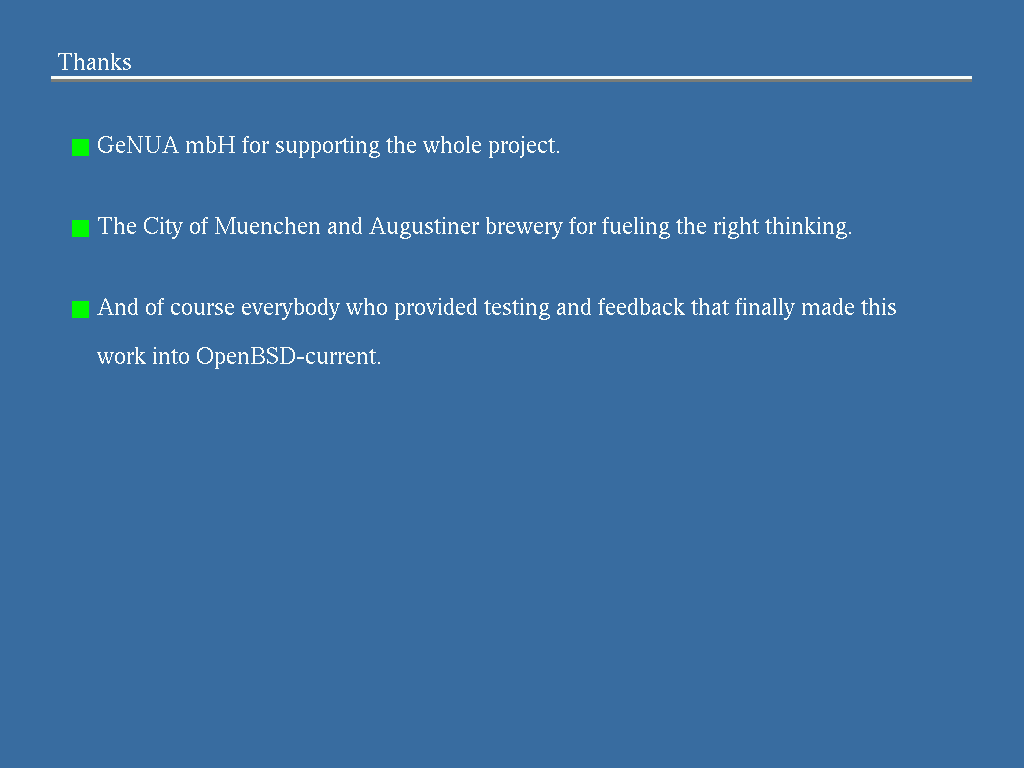 Thanks
GeNUA mbH for supporting the whole project.
The City of Muenchen and Augustiner brewery for fueling the right thinking.
And of course everybody who provided testing and feedback that finally made this
work into OpenBSD-current.